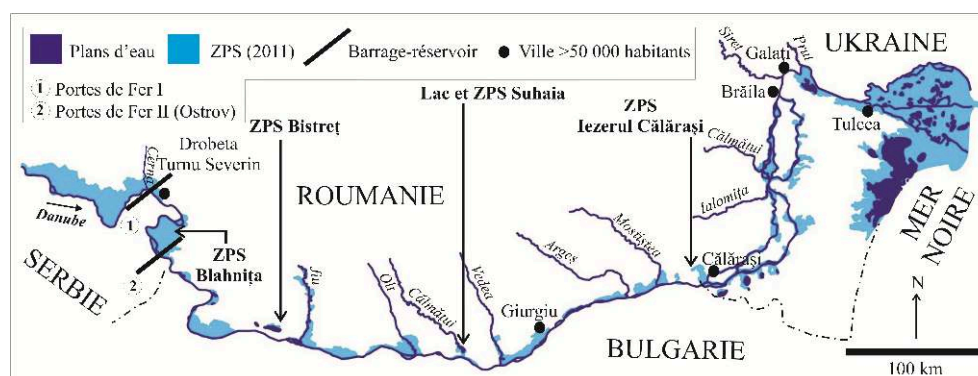 Plans d'eau
ZPS (2011)
Barrage-réservoir
Ville >50 000 habitants
1 Portes de Fer I
2 Portes de Fer II (Ostrov)
Siret
Prut
Galați
UKRAINE
Brăila
Tulcea
Lac et ZPS Suhaia
ZPS
Iezerul Călărași
ZPS Bistreț
Călmățui
Drobeta
Turnu Severin
Cerna
ROUMANIE
Ialomița
MER
NOIRE
Danube
1
ZPS
Blahnița
SERBIE
2
Jiu
Olt
Călmățui
Vedea
Argeș
Mostiștea
Călărași
Giurgiu
BULGARIE
N
100 km